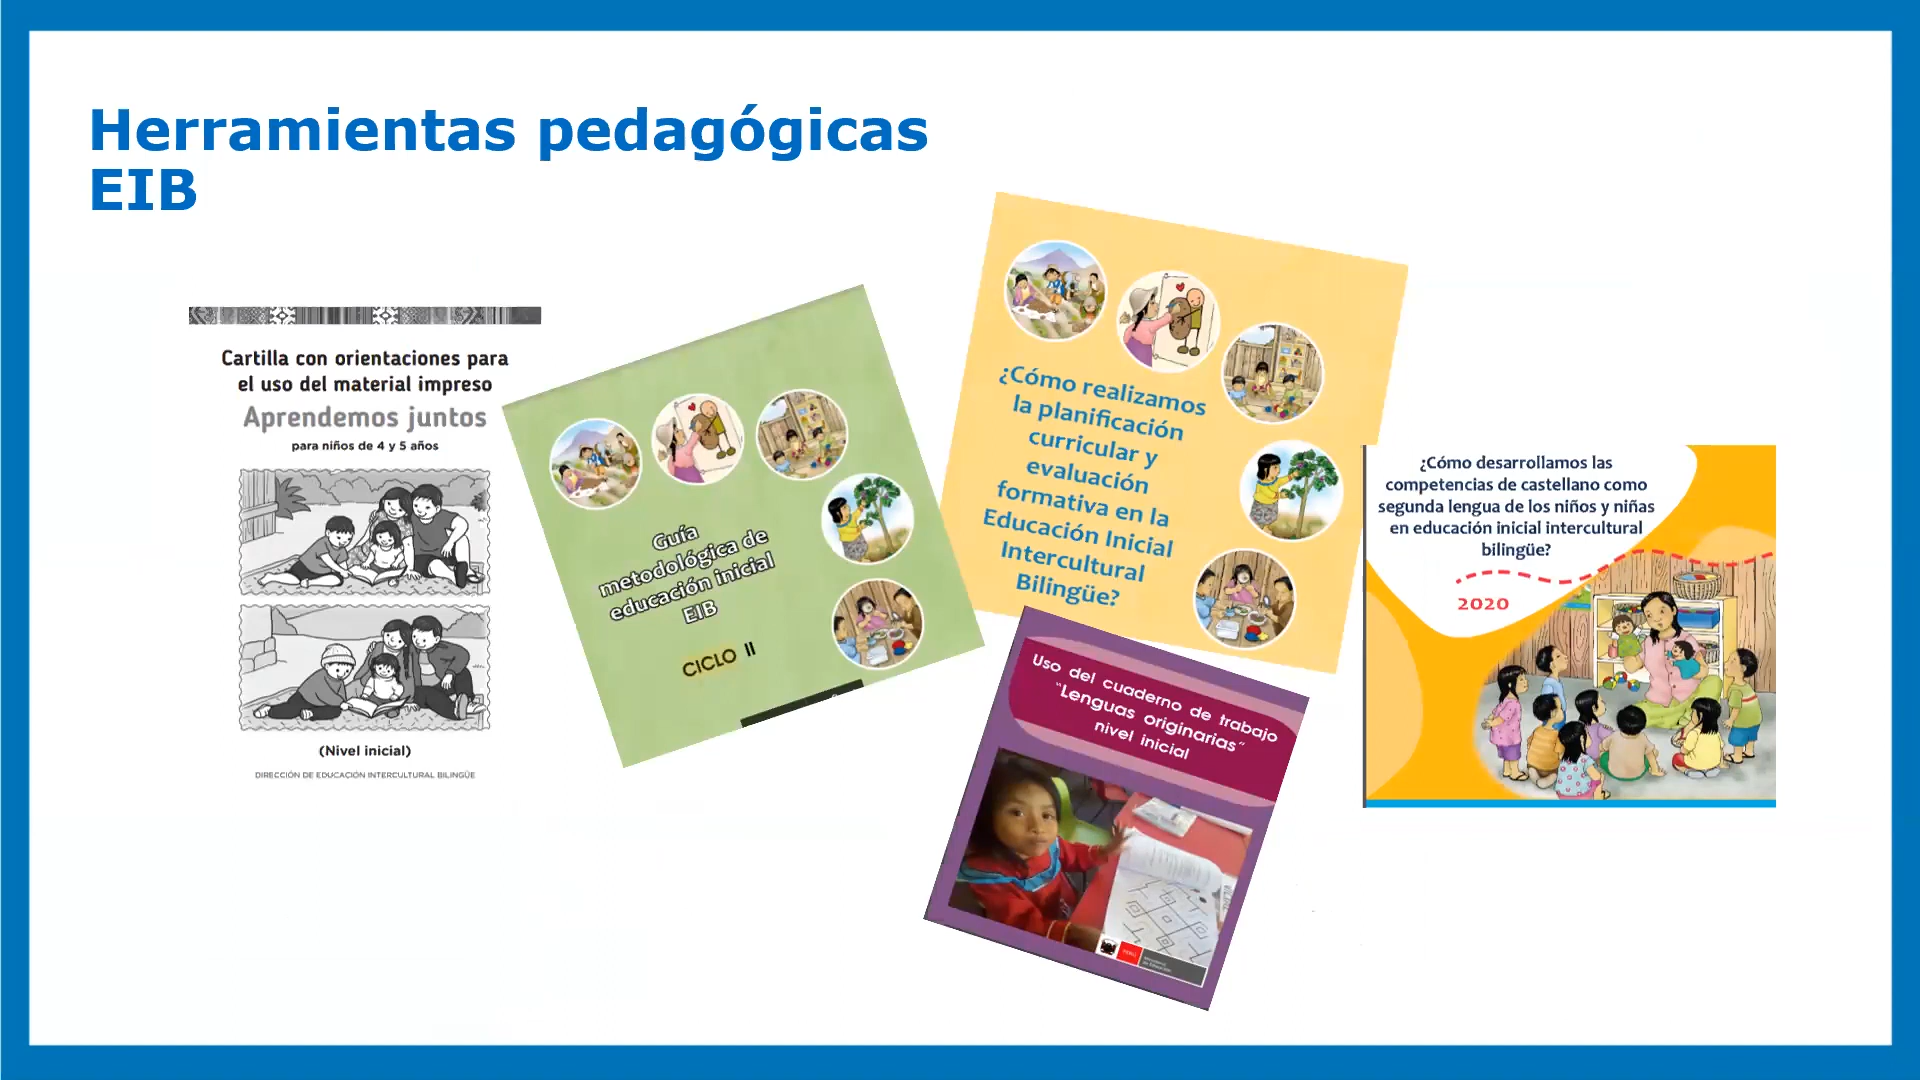 Herramientas pedagógicas
EIB
Cartilla con orientaciones para
el uso del material impreso
Aprendemos juntos
para niños de 4 y 5 años
(Nivel inicial)
DIRECCIÓN DE EDUCACIÓN INTERCULTURAL BILINGÜE
Guía
metodológica de
educación inicial
EIB
CICLO II
¿Cómo realizamos
la planificación
curricular y
evaluación
formativa en la
Educación Inicial
Intercultural
Bilingüe?
Uso del cuaderno de trabajo
"Lenguas originarias"
nivel inicial
PERÚ
¿Cómo desarrollamos las
competencias de castellano como
segunda lengua de los niños y niñas
en educación inicial intercultural
bilingüe?
2020